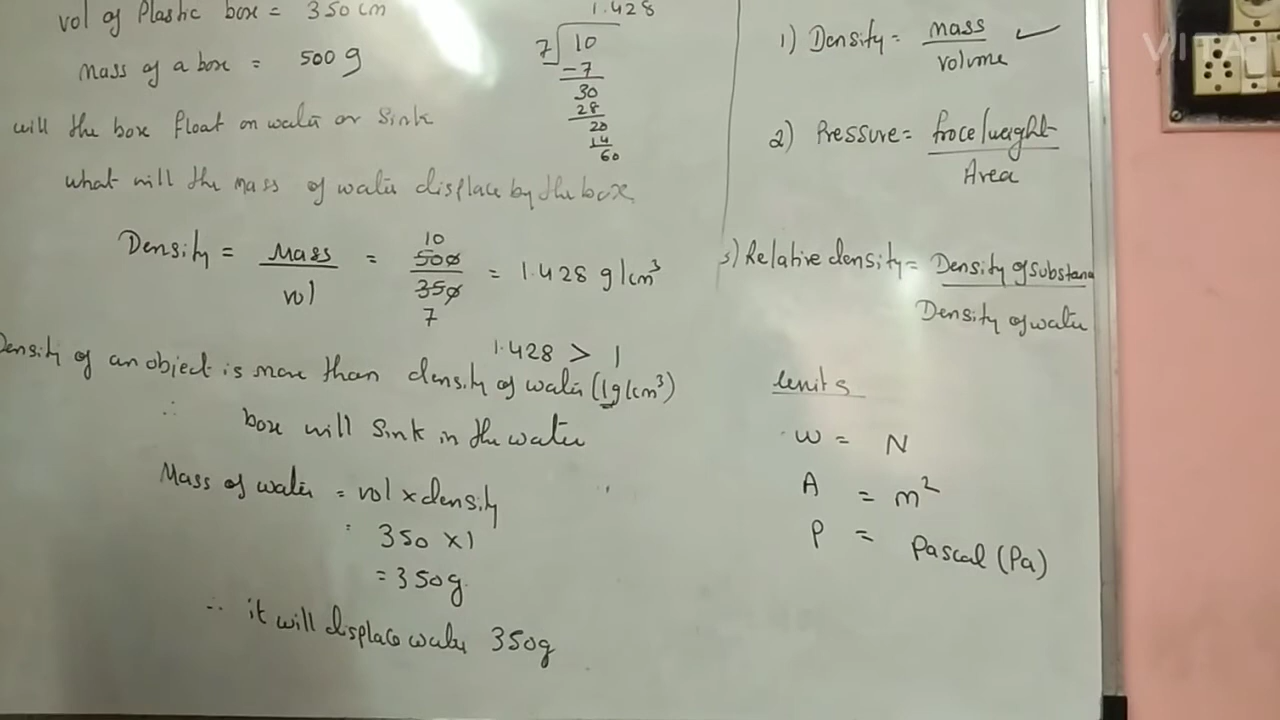 vol of Plastic box = 350 cm
Mass of a box = 500 g
will the box float on water or sink
what will the mass of water displace by the box
1.428
7 10
-7
30
28
20
14
60
Density = Mass / vol = 500 / 350 = 1.428 g/cm³
10
7
1.428 > 1
Density of an object is more than density of water (1g/cm³)
∴ box will sink in the water
Mass of water = vol × density
= 350 × 1
= 350g
∴ it will displace water 350g
1) Density = mass / volume ✓
2) Pressure = froce/weight / Area
3) Relative density = Density of substance / Density of water
Units
W = N
A = m²
P = Pascal (Pa)
VIITA